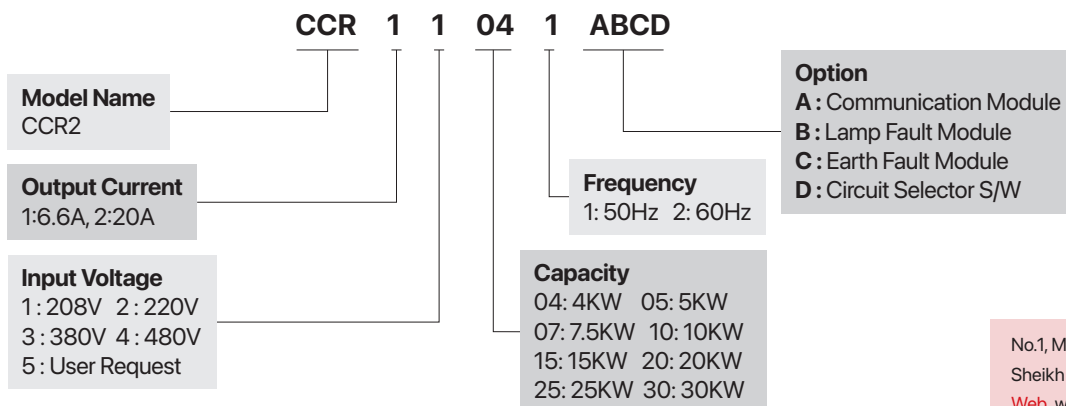 CCR 1 1 04 1 ABCD
Model Name
CCR2
Output Current
1:6.6A, 2:20A
Input Voltage
1 : 208V 2 : 220V
3 : 380V 4 : 480V
5 : User Request
Frequency
1: 50Hz 2: 60Hz
Capacity
04: 4KW 05: 5KW
07: 7.5KW 10: 10KW
15: 15KW 20: 20KW
25: 25KW 30: 30KW
Option
A : Communication Module
B : Lamp Fault Module
C : Earth Fault Module
D : Circuit Selector S/W
No.1, M
Sheikh
Web. w